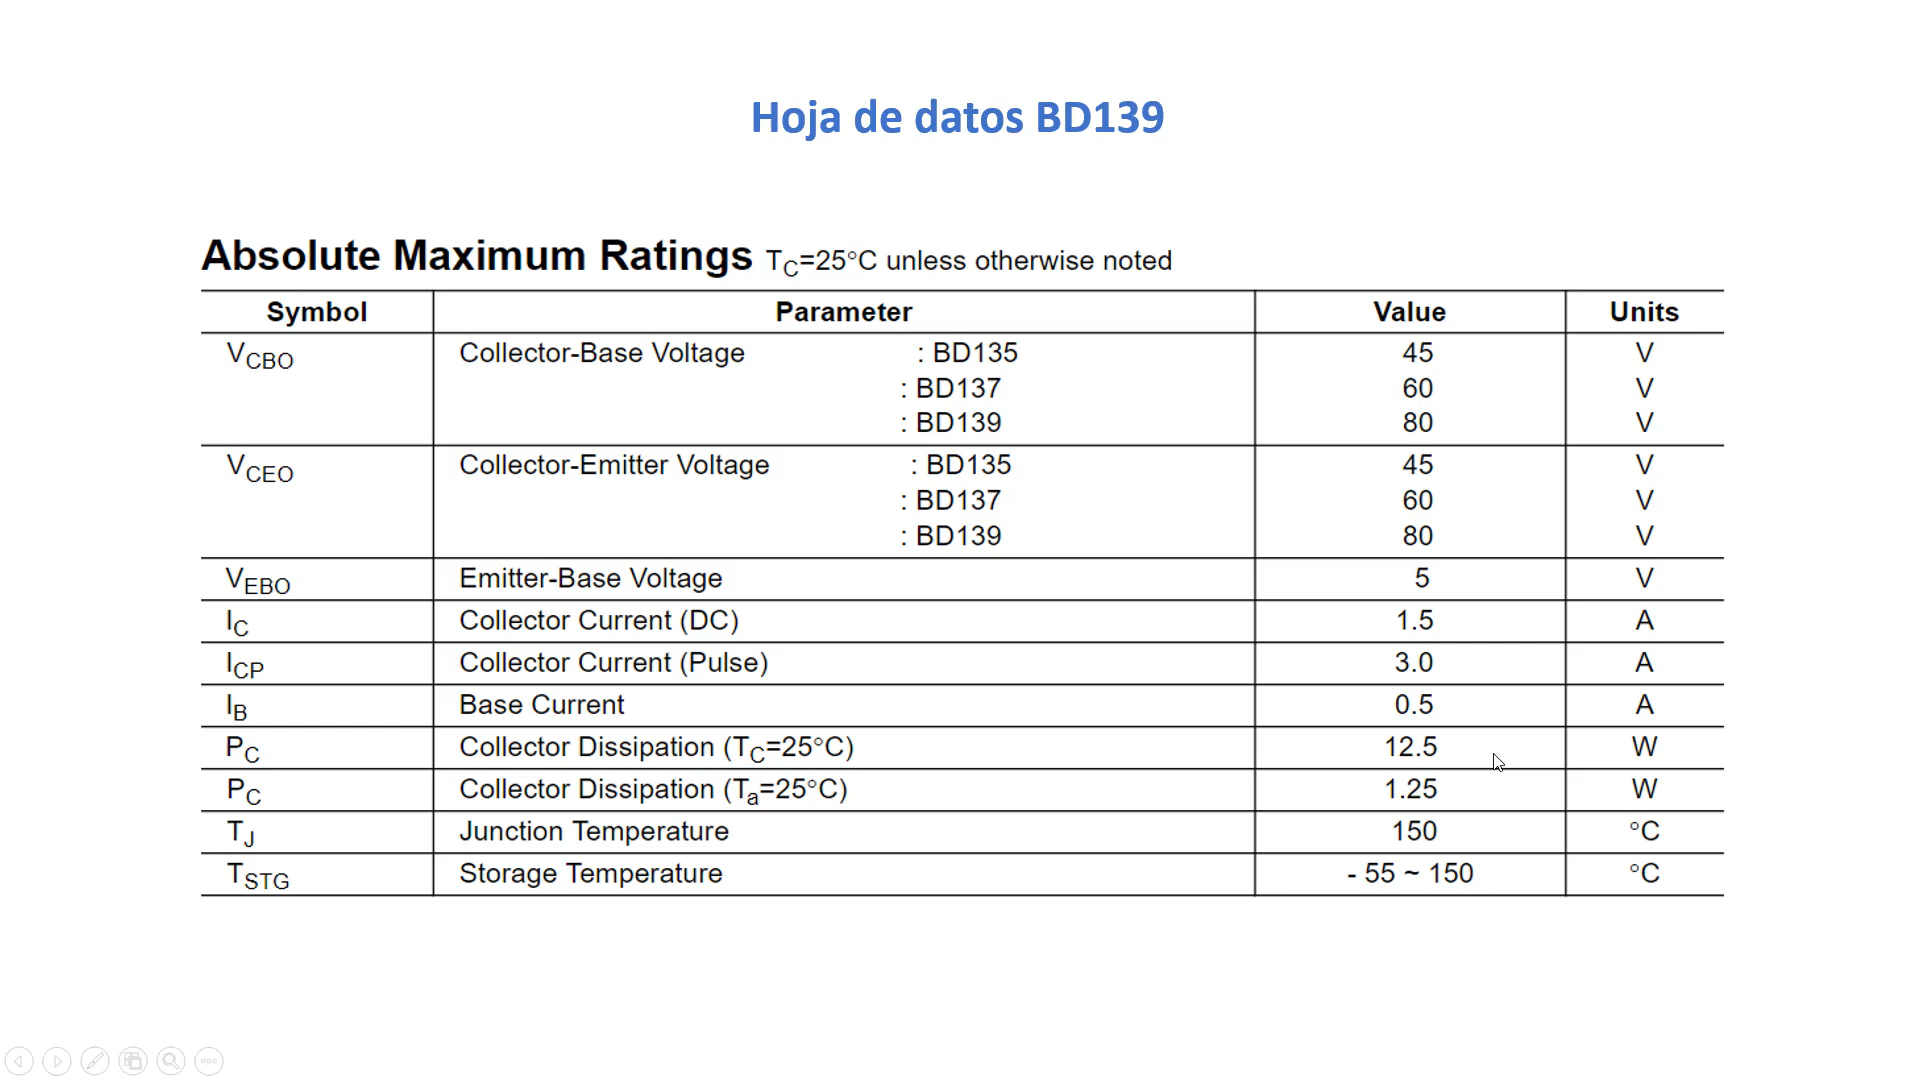 Hoja de datos BD139
Absolute Maximum Ratings TC=25°C unless otherwise noted
Symbol Parameter Value Units
VCBO Collector-Base Voltage : BD135 45 V
: BD137 60 V
: BD139 80 V
VCEO Collector-Emitter Voltage : BD135 45 V
: BD137 60 V
: BD139 80 V
VEBO Emitter-Base Voltage 5 V
IC Collector Current (DC) 1.5 A
ICP Collector Current (Pulse) 3.0 A
IB Base Current 0.5 A
PC Collector Dissipation (TC=25°C) 12.5 W
PC Collector Dissipation (Ta=25°C) 1.25 W
TJ Junction Temperature 150 °C
TSTG Storage Temperature - 55 ~ 150 °C